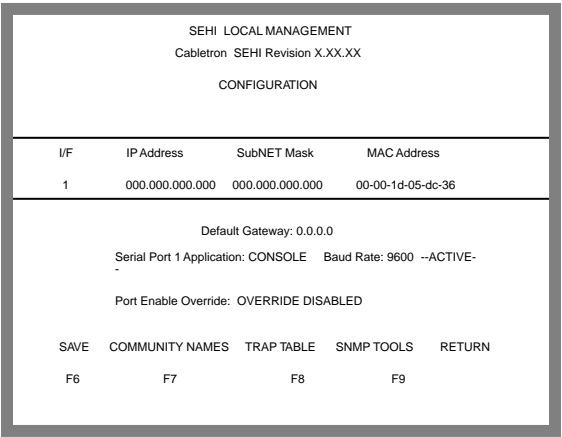 SEHI LOCAL MANAGEMENT
Cabletron SEHI Revision X.XX.XX
CONFIGURATION
I/F IP Address SubNET Mask MAC Address
1 000.000.000.000 000.000.000.000 00-00-1d-05-dc-36
Default Gateway: 0.0.0.0
Serial Port 1 Application: CONSOLE Baud Rate: 9600 --ACTIVE-
-
Port Enable Override: OVERRIDE DISABLED
SAVE COMMUNITY NAMES TRAP TABLE SNMP TOOLS RETURN
F6 F7 F8 F9